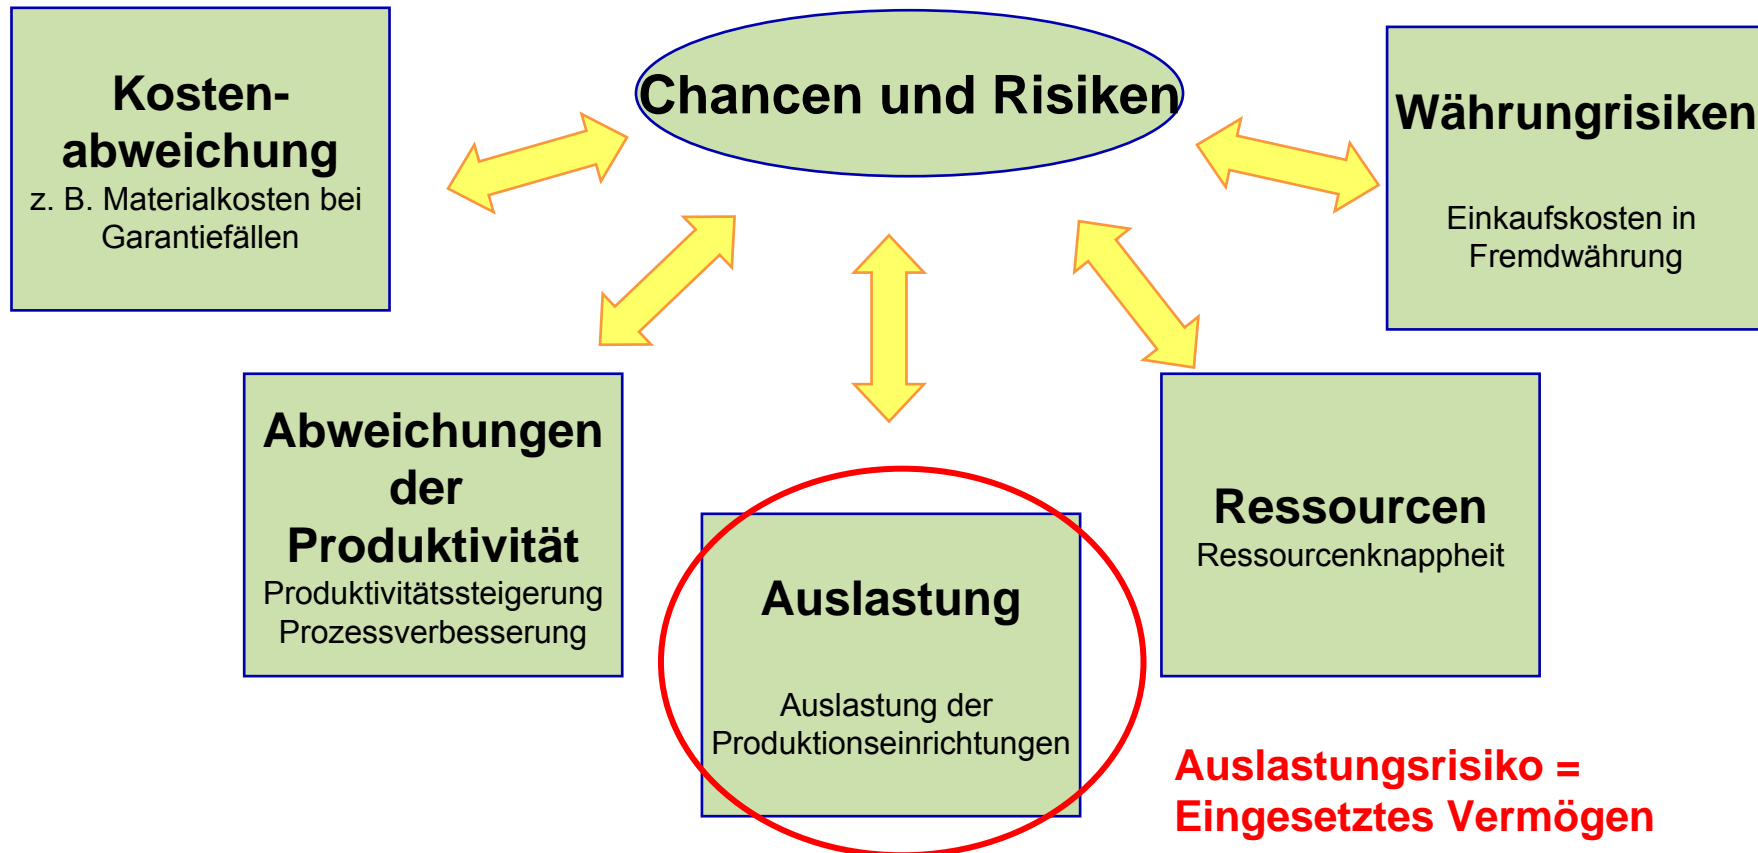 Kosten-
abweichung
z. B. Materialkosten bei
Garantiefällen
Chancen und Risiken
Währungrisiken
Einkaufskosten in
Fremdwährung
Abweichungen
der
Produktivität
Produktivitätssteigerung
Prozessverbesserung
Auslastung
Auslastung der
Produktionseinrichtungen
Ressourcen
Ressourcenknappheit
Auslastungsrisiko =
Eingesetztes Vermögen